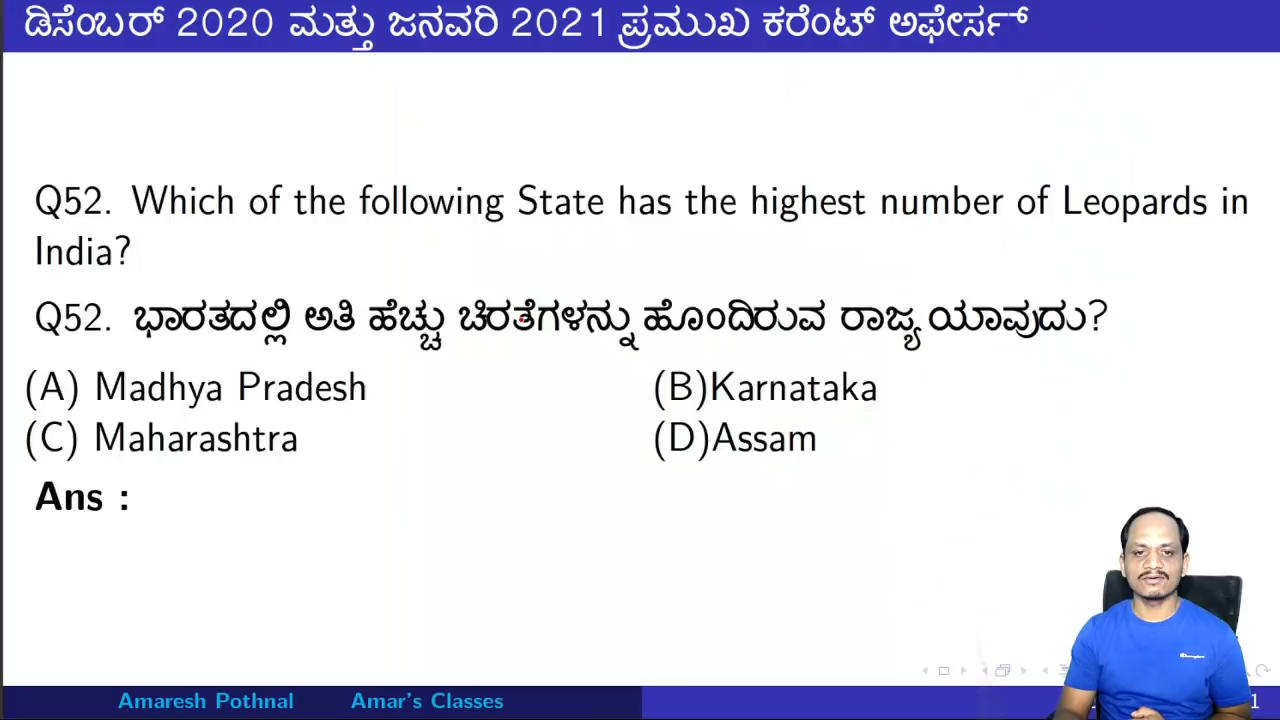 ಡಿಸೆಂಬರ್ 2020 ಮತ್ತು ಜನವರಿ 2021 ಪ್ರಮುಖ ಕರೆಂಟ್ ಅಫೇರ್ಸ್
Q52. Which of the following State has the highest number of Leopards in
India?
Q52. ಭಾರತದಲ್ಲಿ ಅತಿ ಹೆಚ್ಚು ಚಿರತೆಗಳನ್ನು ಹೊಂದಿರುವ ರಾಜ್ಯ ಯಾವುದು?
(A) Madhya Pradesh (B)Karnataka
(C) Maharashtra (D)Assam
Ans :
Amaresh Pothnal Amar's Classes 1